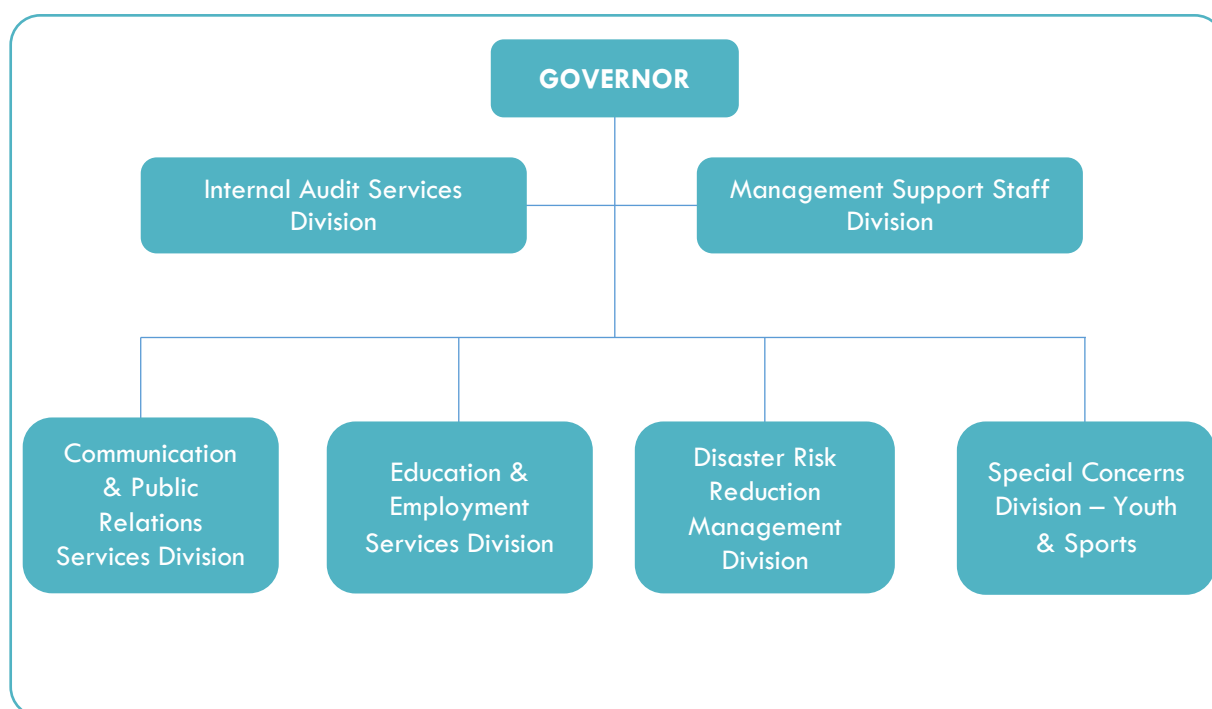 GOVERNOR
Internal Audit Services
Division
Management Support Staff
Division
Communication
& Public
Relations
Services Division
Education &
Employment
Services Division
Disaster Risk
Reduction
Management
Division
Special Concerns
Division – Youth
& Sports